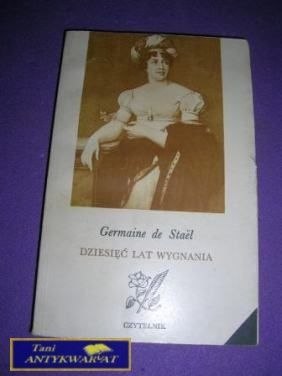 Germaine de Staël
DZIESIĘĆ LAT WYGNANIA
CZYTELNIK
Tani
ANTYKWARIAT